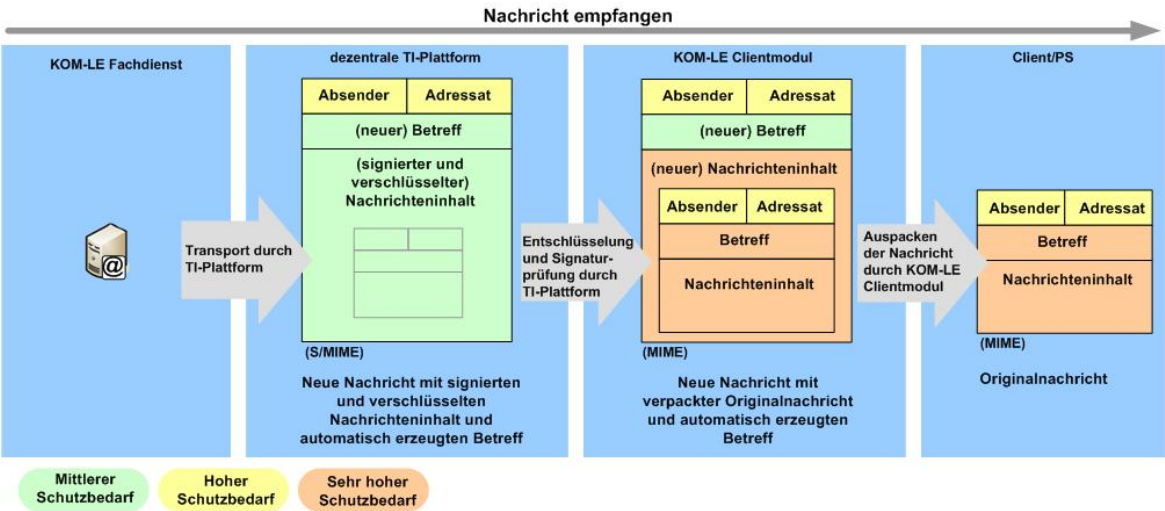 Nachricht empfangen
KOM-LE Fachdienst
@
Transport durch
TI-Plattform
dezentrale TI-Plattform
Absender
Adressat
(neuer) Betreff
(signierter und
verschlüsselter)
Nachrichteninhalt
(S/MIME)
Neue Nachricht mit signierten
und verschlüsselten
Nachrichteninhalt und
automatisch erzeugten Betreff
Entschlüsselung
und Signatur-
prüfung durch
TI-Plattform
KOM-LE Clientmodul
Absender
Adressat
(neuer) Betreff
(neuer) Nachrichteninhalt
Absender
Adressat
Betreff
Nachrichteninhalt
(MIME)
Neue Nachricht mit
verpackter Originalnachricht
und automatisch erzeugten
Betreff
Auspacken
der Nachricht
durch KOM-LE
Clientmodul
Client/PS
Absender
Adressat
Betreff
Nachrichteninhalt
(MIME)
Originalnachricht
Mittlerer
Schutzbedarf
Hoher
Schutzbedarf
Sehr hoher
Schutzbedarf